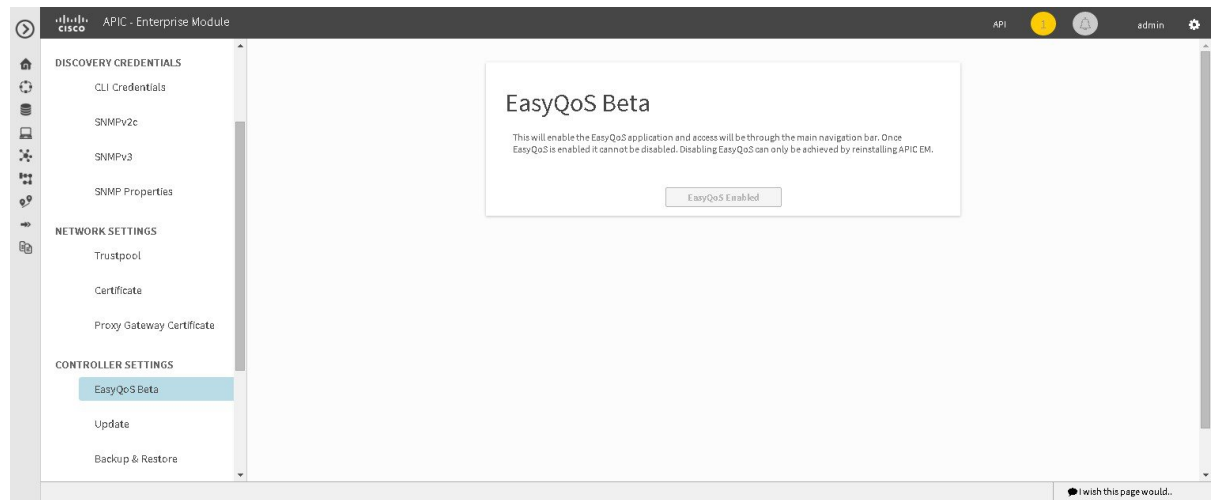 CISCO
APIC - Enterprise Module
API
1
admin
DISCOVERY CREDENTIALS
CLI Credentials
SNMPv2c
SNMPv3
SNMP Properties
NETWORK SETTINGS
Trustpool
Certificate
Proxy Gateway Certificate
CONTROLLER SETTINGS
EasyQoS Beta
Update
Backup & Restore
EasyQoS Beta
This will enable the EasyQoS application and access will be through the main navigation bar. Once
EasyQoS is enabled it cannot be disabled. Disabling EasyQoS can only be achieved by reinstalling APIC EM.
EasyQoS Enabled
I wish this page would..